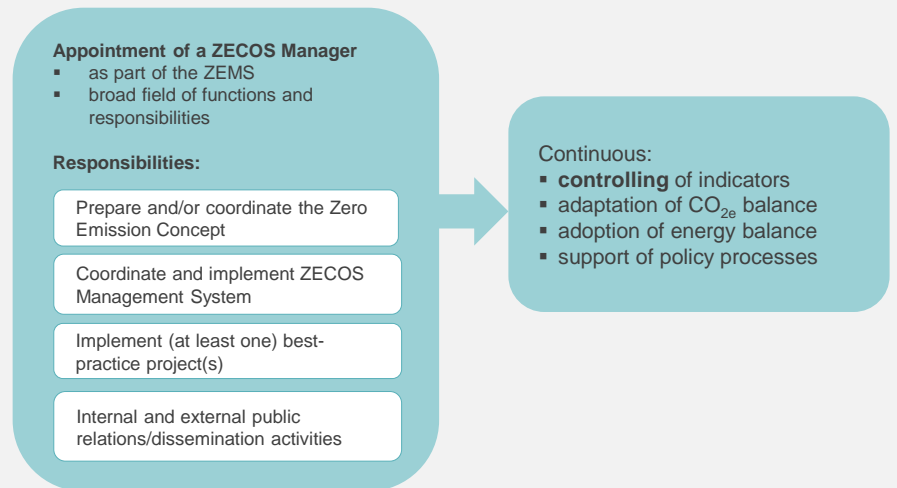 Appointment of a ZECOS Manager
▪ as part of the ZEMS
▪ broad field of functions and
responsibilities
Responsibilities:
Prepare and/or coordinate the Zero
Emission Concept
Coordinate and implement ZECOS
Management System
Implement (at least one) best-
practice project(s)
Internal and external public
relations/dissemination activities
Continuous:
▪ controlling of indicators
▪ adaptation of CO2e balance
▪ adoption of energy balance
▪ support of policy processes